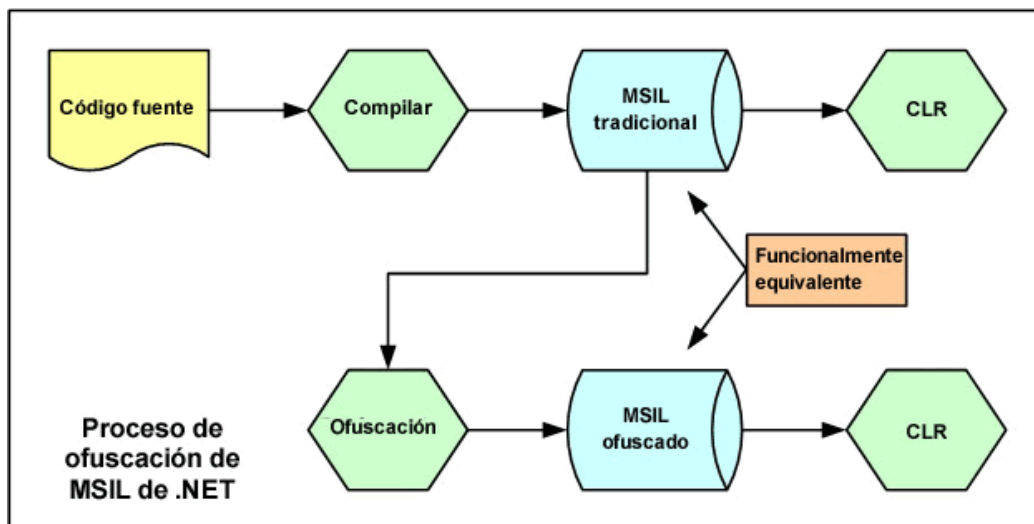 Código fuente
Compilar
MSIL
tradicional
CLR
Funcionalmente
equivalente
Ofuscación
MSIL
ofuscado
CLR
Proceso de
ofuscación de
MSIL de .NET